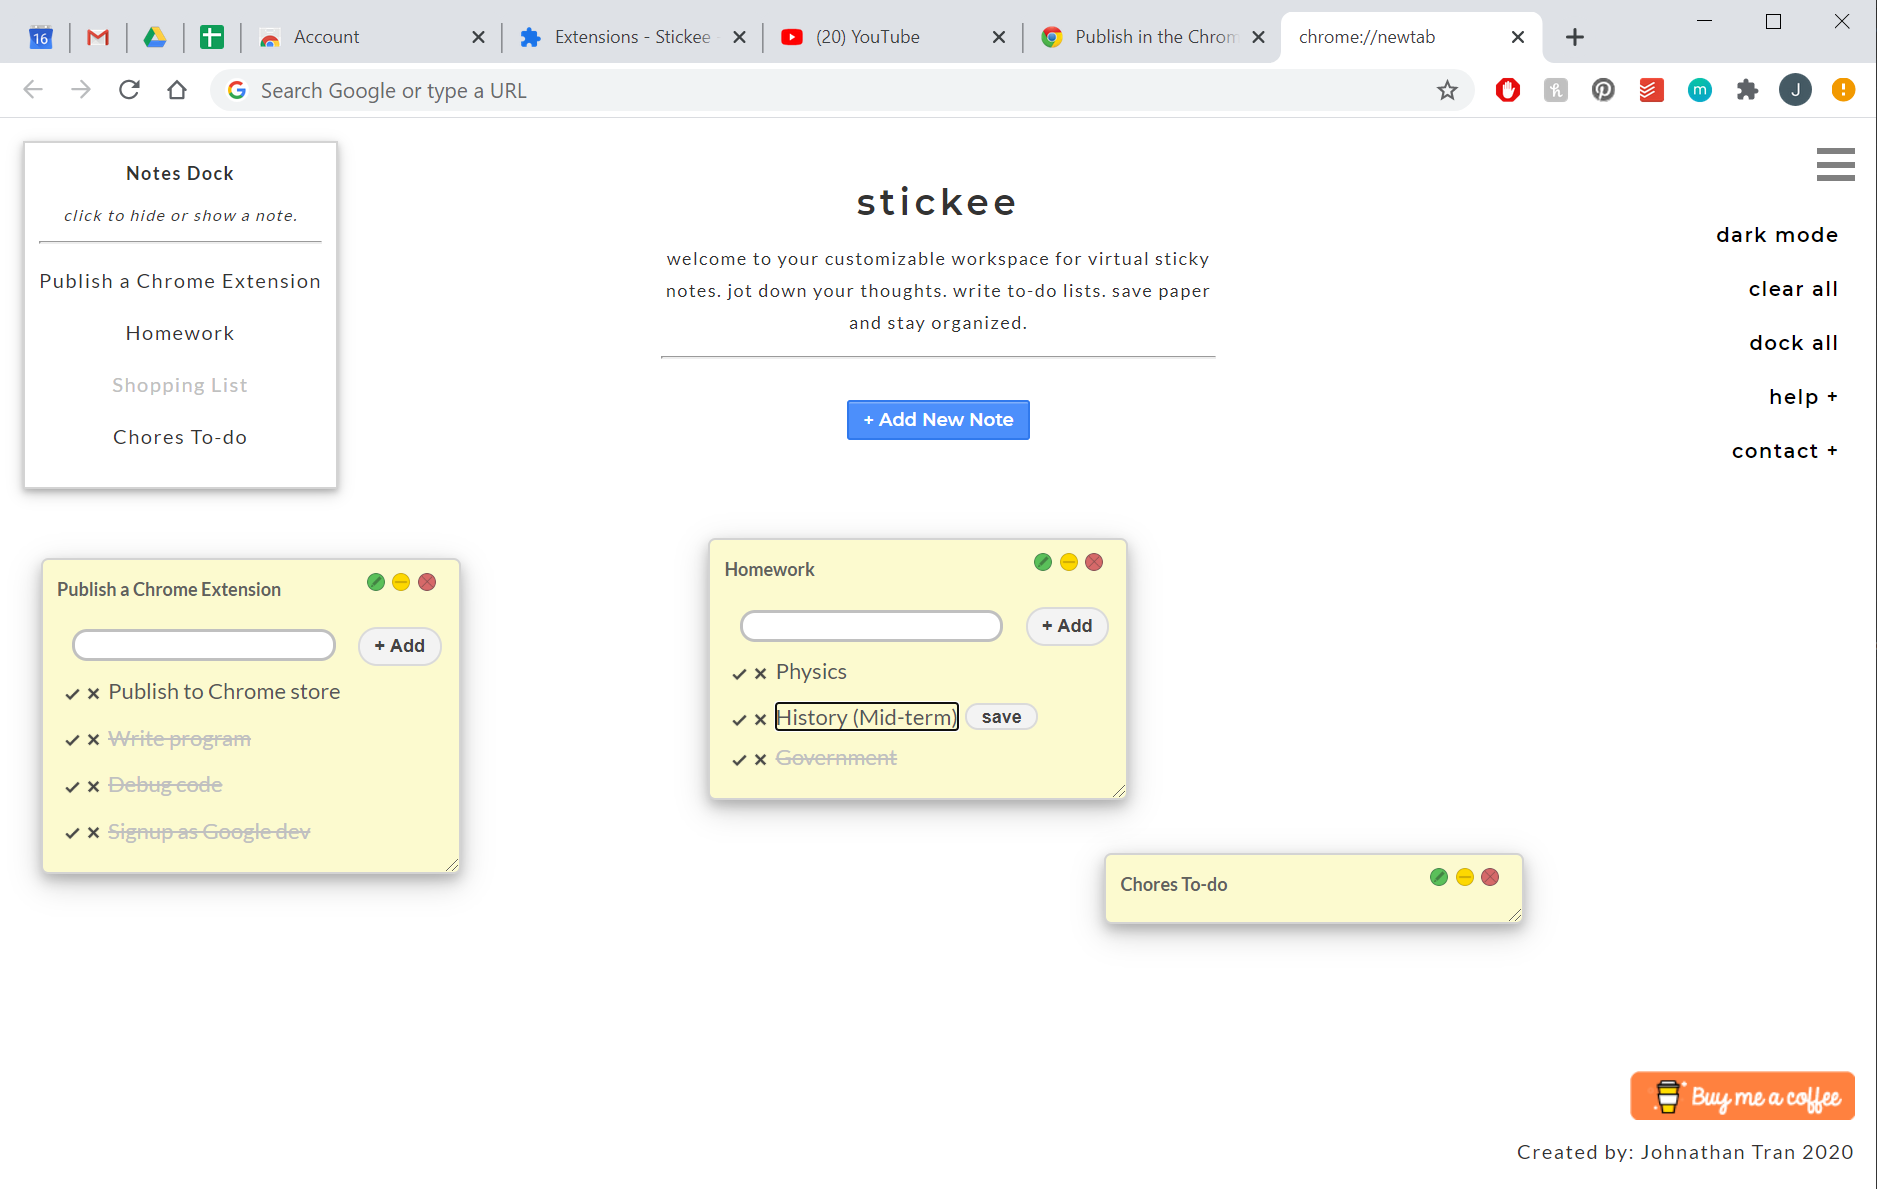 16
Account
Extensions - Stickee -
(20) YouTube
Publish in the Chrom
chrome://newtab
Search Google or type a URL
m
J
Notes Dock
click to hide or show a note.
Publish a Chrome Extension
Homework
Shopping List
Chores To-do
stickee
welcome to your customizable workspace for virtual sticky
notes. jot down your thoughts. write to-do lists. save paper
and stay organized.
+ Add New Note
dark mode
clear all
dock all
help +
contact +
Publish a Chrome Extension
+ Add
Publish to Chrome store
Write program
Debug code
Signup as Google dev
Homework
+ Add
Physics
History (Mid-term)
save
Government
Chores To-do
Buy me a coffee
Created by: Johnathan Tran 2020